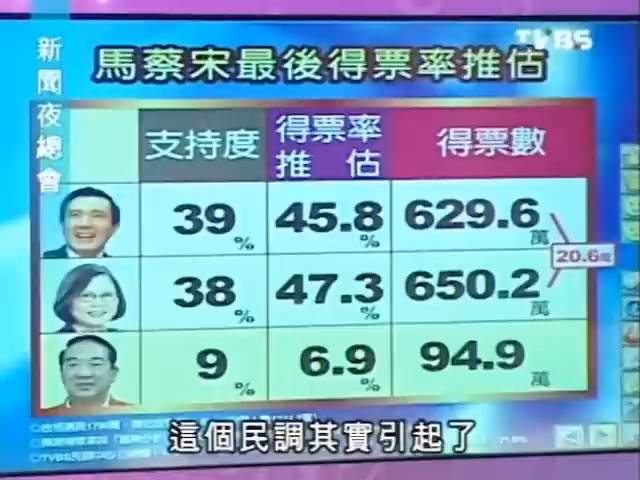 TVBS
新聞夜總會
馬蔡宋最後得票率推估
支持度 得票率推估 得票數
39% 45.8% 629.6萬
20.6萬
38% 47.3% 650.2萬
9% 6.9% 94.9萬
這個民調其實引起了